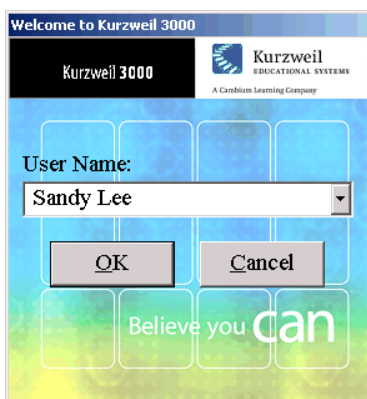 Welcome to Kurzweil 3000
Kurzweil 3000
Kurzweil
EDUCATIONAL SYSTEMS
A Cambium Learning Company
User Name:
Sandy Lee
OK
Cancel
Believe you can